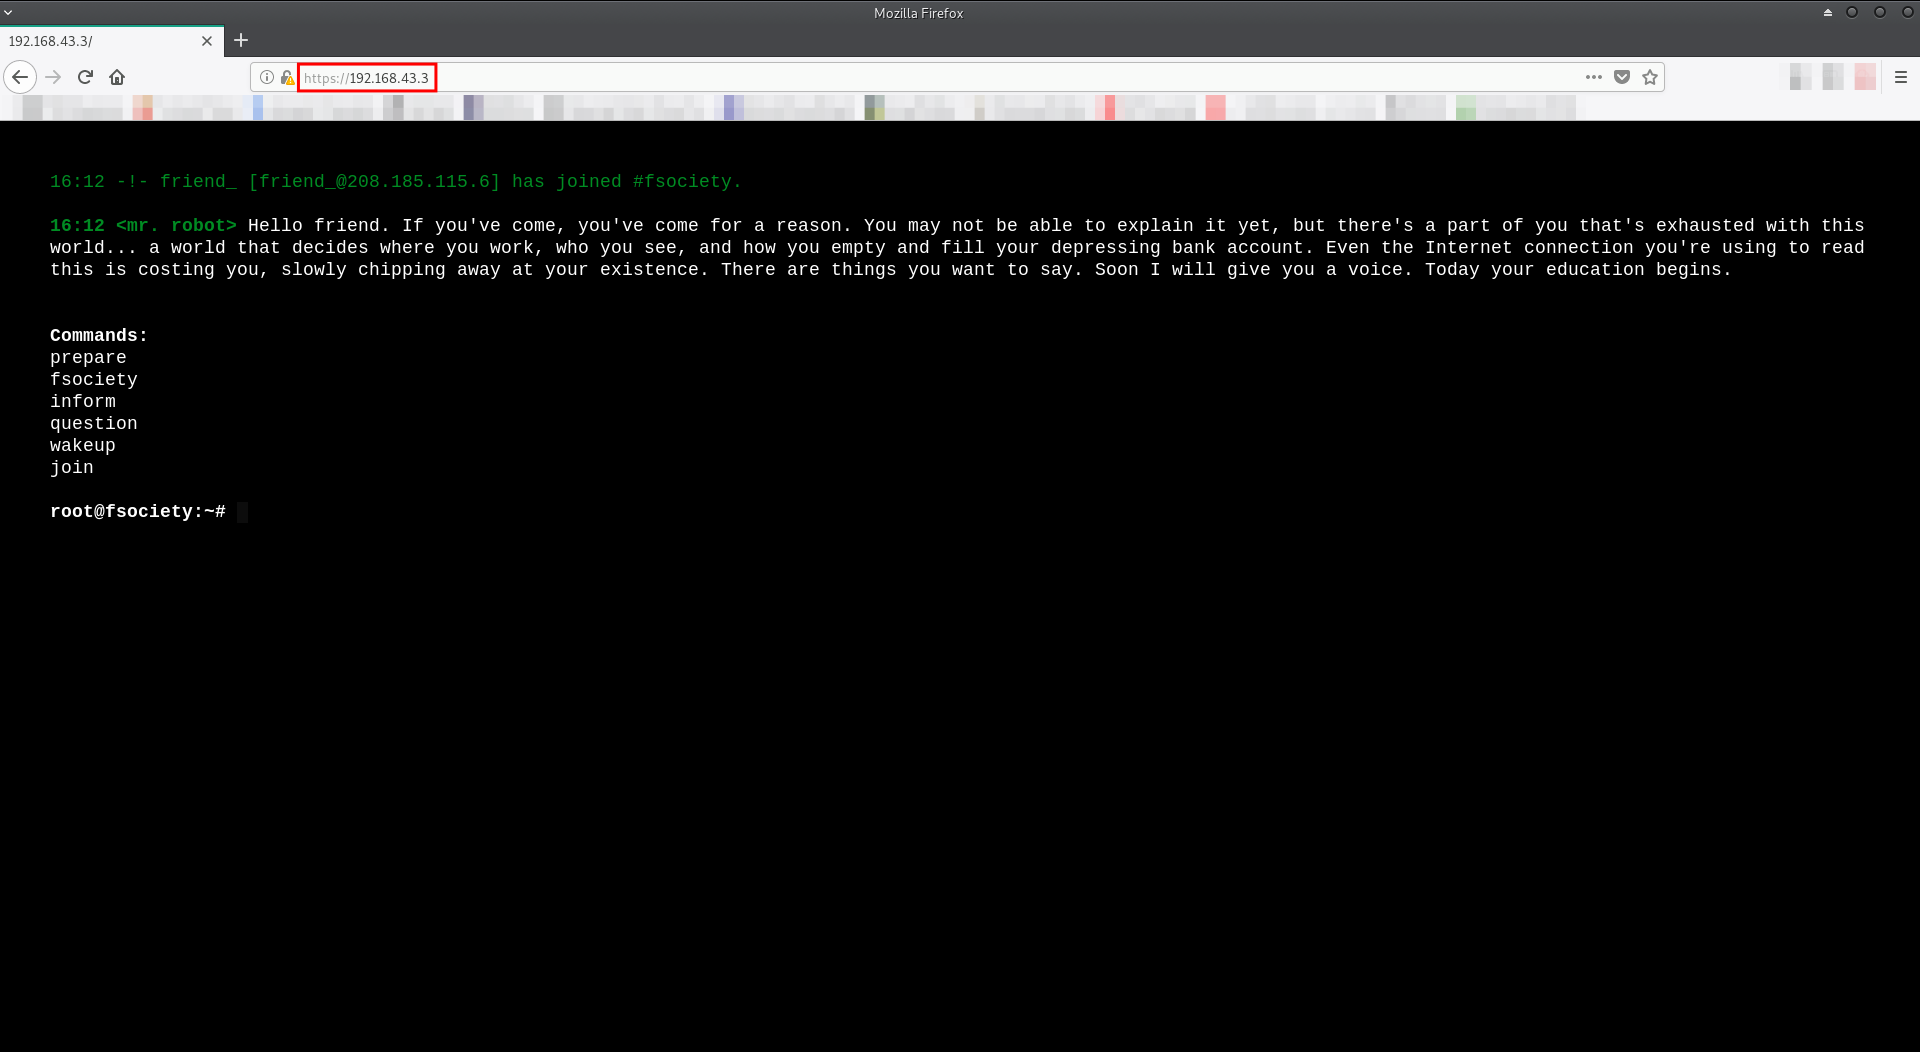 Mozilla Firefox
192.168.43.3/
https://192.168.43.3
16:12 -!- friend_ [friend_@208.185.115.6] has joined #fsociety.
16:12 <mr. robot> Hello friend. If you've come, you've come for a reason. You may not be able to explain it yet, but there's a part of you that's exhausted with this
world... a world that decides where you work, who you see, and how you empty and fill your depressing bank account. Even the Internet connection you're using to read
this is costing you, slowly chipping away at your existence. There are things you want to say. Soon I will give you a voice. Today your education begins.
Commands:
prepare
fsociety
inform
question
wakeup
join
root@fsociety:~#